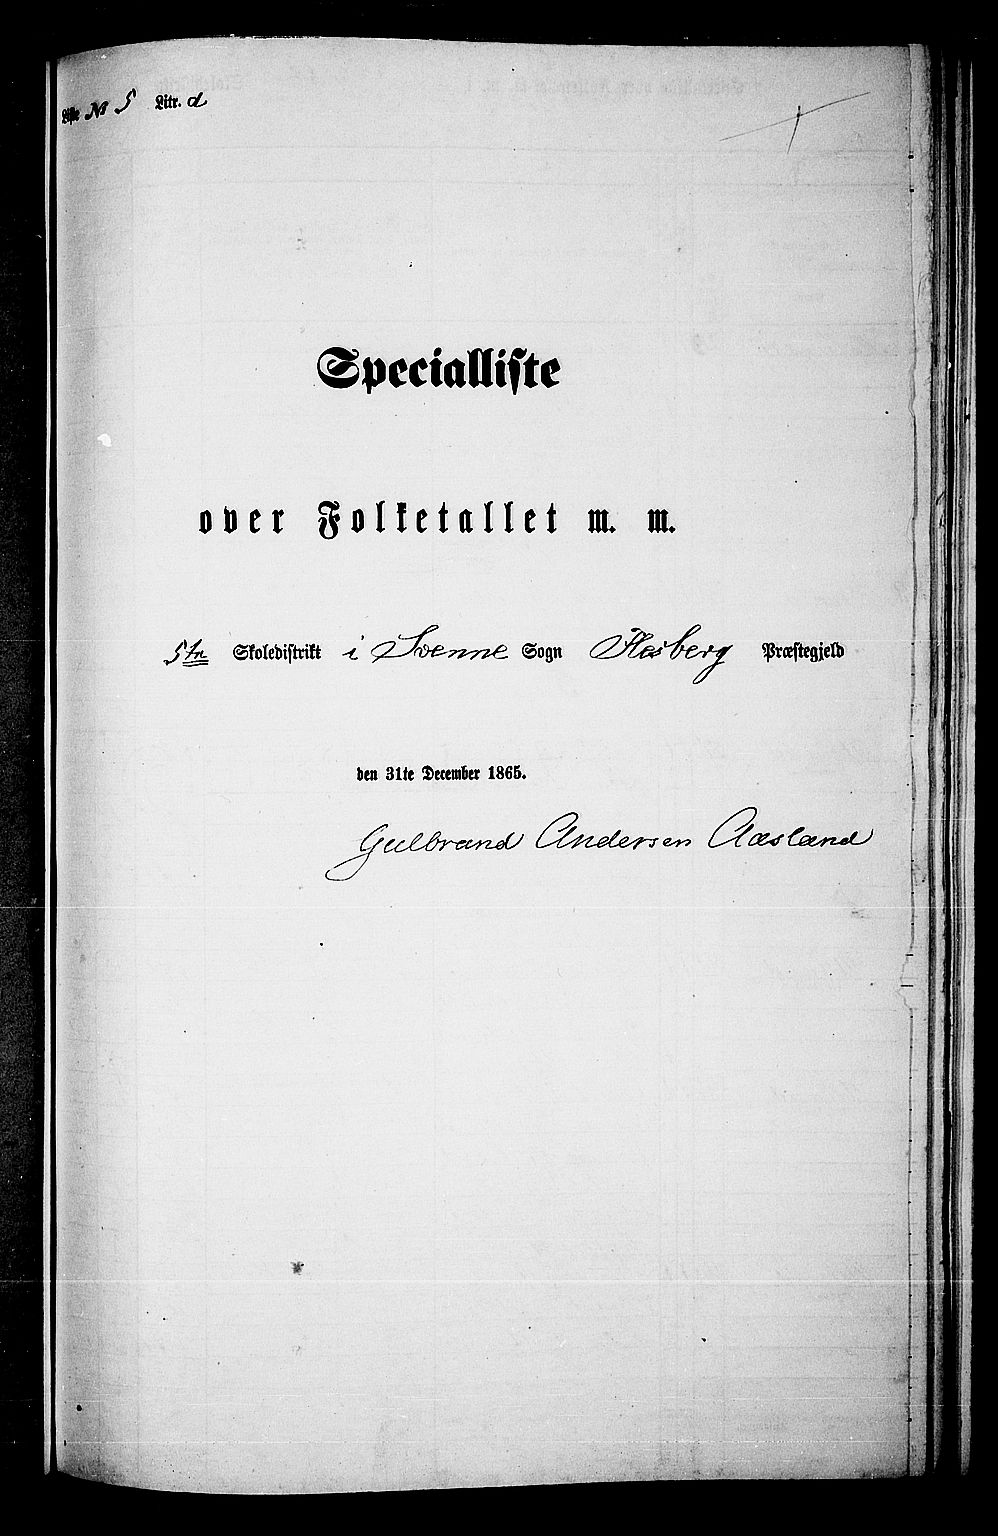 Liste № 5 Litr. d
Specialliste
over Folketallet m. m.
5te Skoledistrikt i Svenne Sogn Flesberg Præstegjeld
den 31te December 1865.
Gulbrand Andersen Aasland